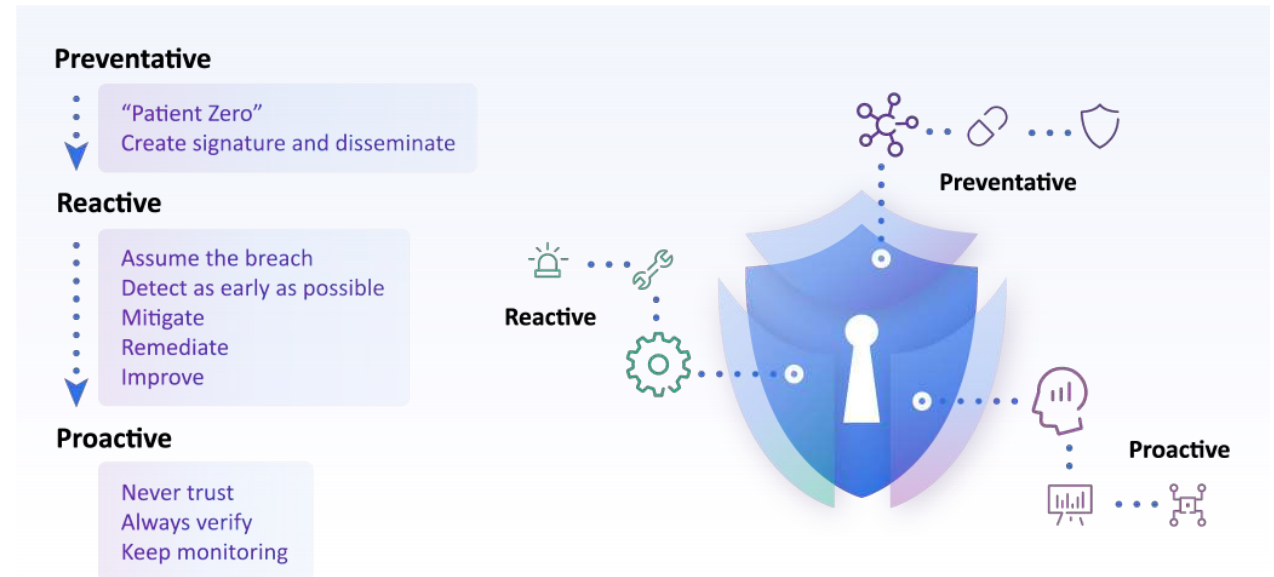 Preventative
“Patient Zero”
Create signature and disseminate
Reactive
Assume the breach
Detect as early as possible
Mitigate
Remediate
Improve
Proactive
Never trust
Always verify
Keep monitoring
Preventative
Reactive
Proactive